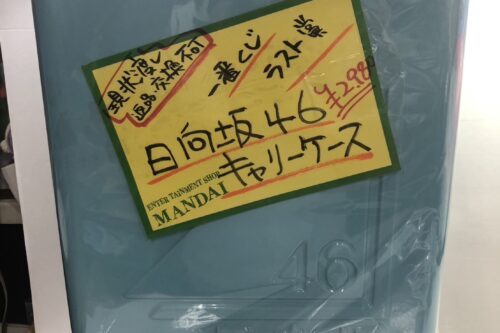 現状渡し
返品交換不可
一番くじ
ラスト賞
¥2,980
日向坂46
キャリーケース
ENTERTAINMENT SHOP
MANDAI
46